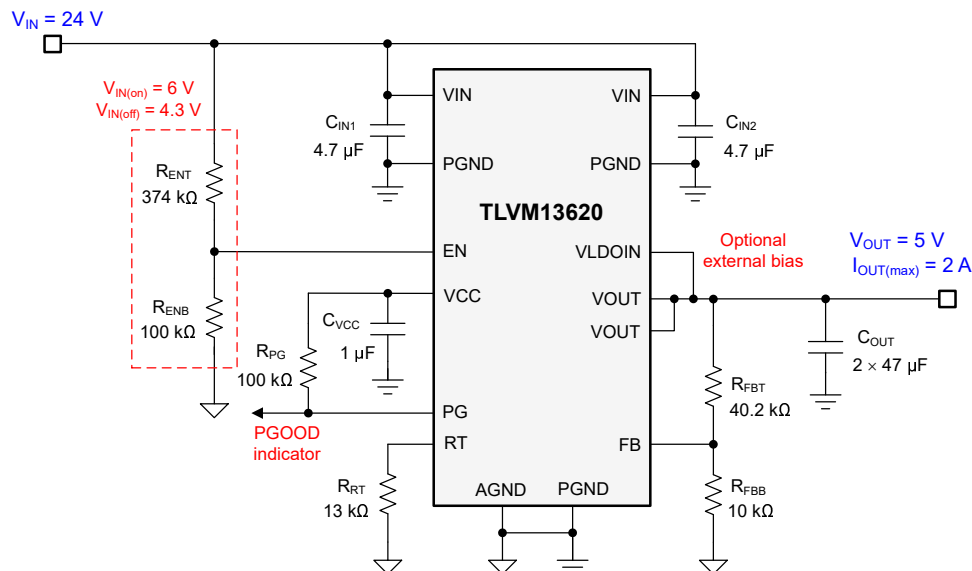 VIN = 24 V
VIN(on) = 6 V
VIN(off) = 4.3 V
RENT
374 kΩ
RENB
100 kΩ
CIN1
4.7 µF
VIN
PGND
VIN
PGND
CIN2
4.7 µF
TLVM13620
EN
VCC
CVCC
1 µF
RPG
100 kΩ
PGOOD
indicator
PG
RT
RRT
13 kΩ
AGND
PGND
VLDOIN
VOUT
VOUT
FB
Optional
external bias
VOUT = 5 V
IOUT(max) = 2 A
COUT
2 × 47 µF
RFBT
40.2 kΩ
RFBB
10 kΩ